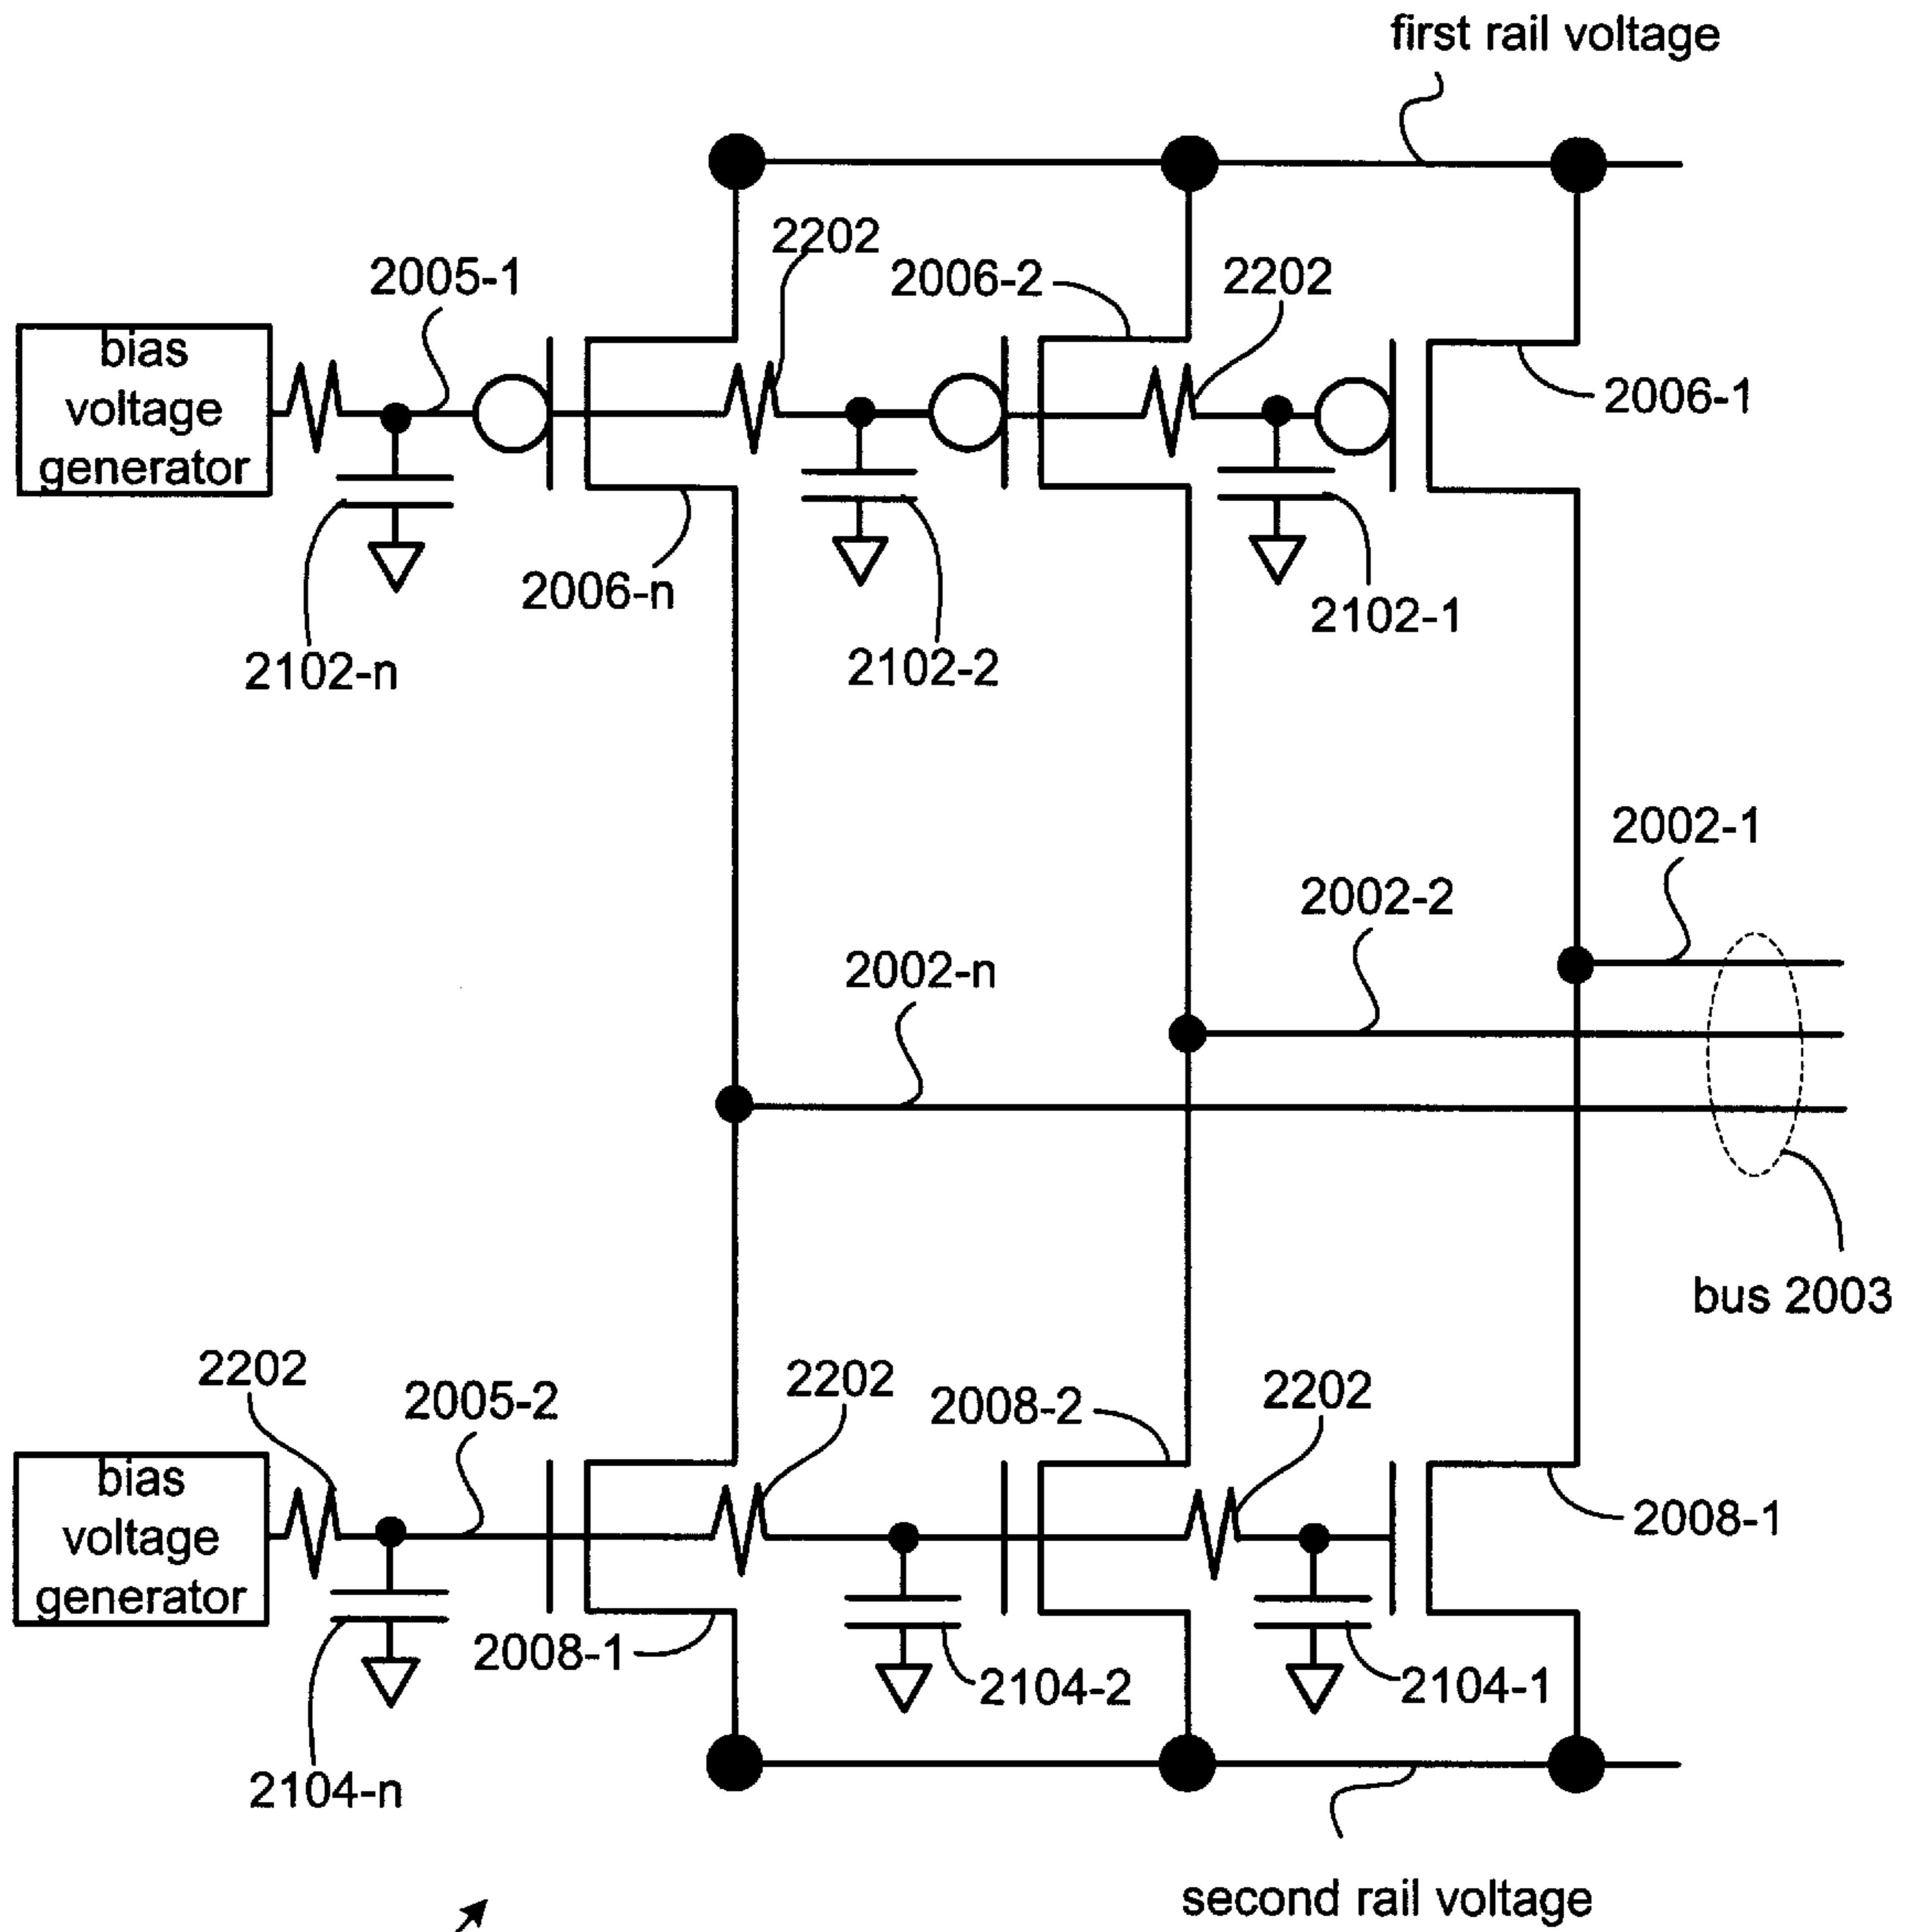 first rail voltage
2202
2005-1
2006-2
2202
bias
voltage
generator
2006-1
2006-n
2102-1
2102-n
2102-2
2002-1
2002-2
2002-n
bus 2003
2202
2005-2
2202
2008-2
2202
bias
voltage
generator
2008-1
2008-1
2104-2
2104-1
2104-n
second rail voltage